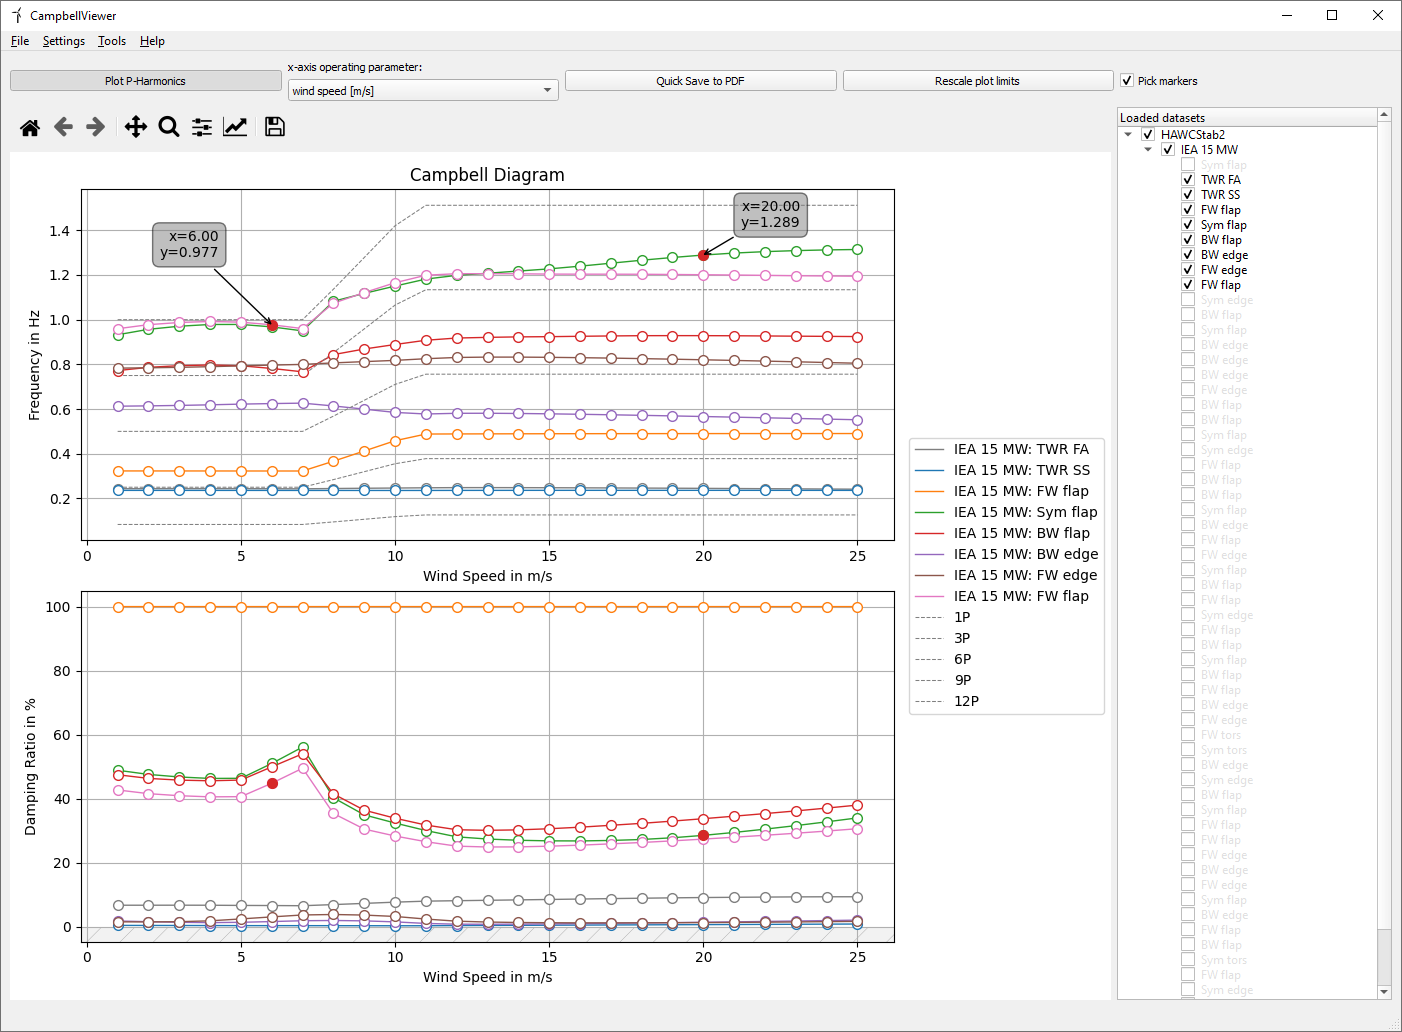 CampbellViewer
File Settings Tools Help
Plot P-Harmonics
x-axis operating parameter:
wind speed [m/s]
Quick Save to PDF
Rescale plot limits
Pick markers
Campbell Diagram
x=6.00
y=0.977
x=20.00
y=1.289
Frequency in Hz
1.4
1.2
1.0
0.8
0.6
0.4
0.2
0 5 10 15 20 25
Wind Speed in m/s
Damping Ratio in %
100
80
60
40
20
0
0 5 10 15 20 25
Wind Speed in m/s
IEA 15 MW: TWR FA
IEA 15 MW: TWR SS
IEA 15 MW: FW flap
IEA 15 MW: Sym flap
IEA 15 MW: BW flap
IEA 15 MW: BW edge
IEA 15 MW: FW edge
IEA 15 MW: FW flap
1P
3P
6P
9P
12P
Loaded datasets
HAWCStab2
IEA 15 MW
Sym flap
TWR FA
TWR SS
FW flap
Sym flap
BW flap
BW edge
FW edge
FW flap
Sym edge
BW flap
Sym flap
BW edge
BW edge
BW edge
FW edge
BW flap
BW flap
Sym flap
Sym edge
FW flap
BW flap
BW flap
Sym flap
BW edge
FW flap
FW edge
Sym flap
BW flap
FW flap
Sym edge
FW flap
BW flap
Sym flap
BW flap
FW flap
BW edge
FW edge
FW tors
Sym tors
BW edge
Sym edge
BW flap
Sym flap
FW flap
FW flap
FW edge
BW edge
FW edge
Sym flap
BW edge
FW flap
BW flap
Sym tors
FW flap
Sym edge